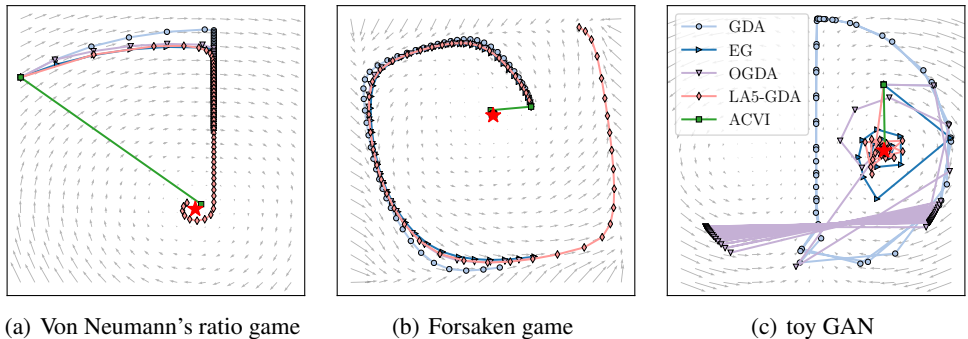 GDA
EG
OGDA
LA5-GDA
ACVI
(a) Von Neumann's ratio game
(b) Forsaken game
(c) toy GAN